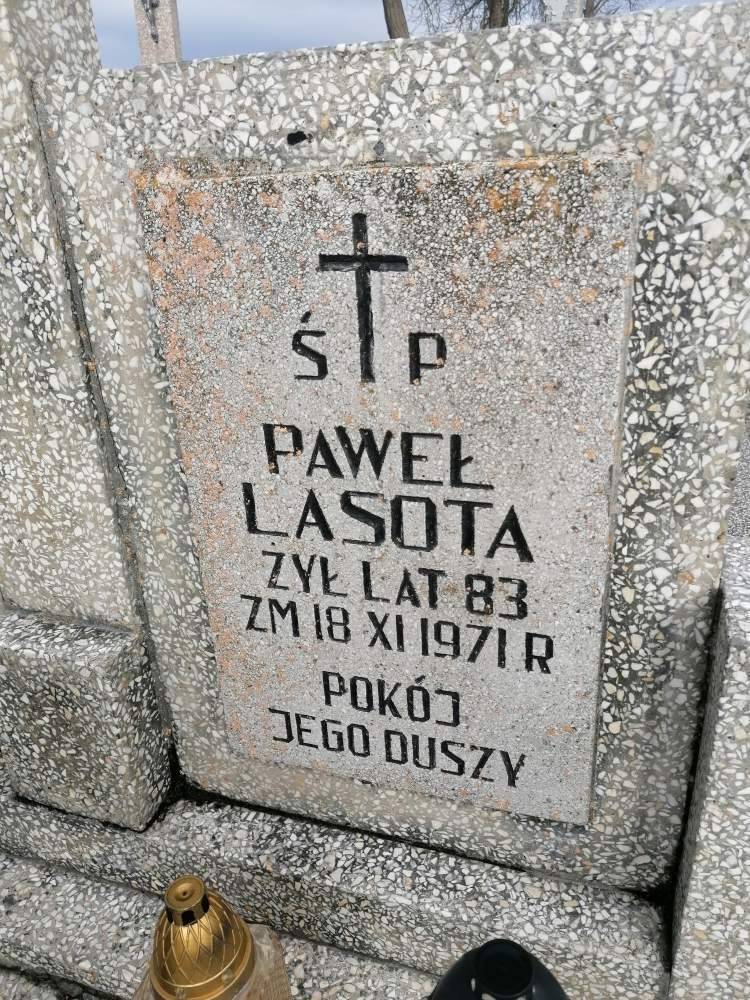 Ś P
PAWEŁ
LASOTA
ŻYŁ LAT 83
ZM 18 XI 1971 R
POKÓJ
JEGO DUSZY